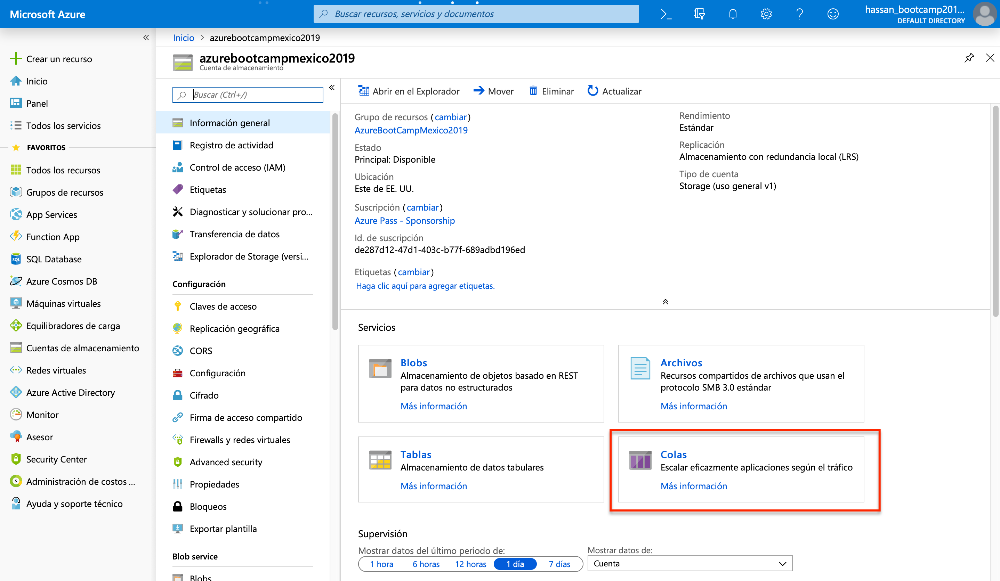 Microsoft Azure
Buscar recursos, servicios y documentos
hassan_bootcamp201...
DEFAULT DIRECTORY
Crear un recurso
Inicio
Panel
Todos los servicios
FAVORITOS
Todos los recursos
Grupos de recursos
App Services
Function App
SQL Database
Azure Cosmos DB
Máquinas virtuales
Equilibradores de carga
Cuentas de almacenamiento
Redes virtuales
Azure Active Directory
Monitor
Asesor
Security Center
Administración de costos ...
Ayuda y soporte técnico
Inicio > azurebootcampmexico2019
azurebootcampmexico2019
Cuenta de almacenamiento
Buscar (Ctrl+/)
Información general
Registro de actividad
Control de acceso (IAM)
Etiquetas
Diagnosticar y solucionar pro...
Transferencia de datos
Explorador de Storage (versi...
Configuración
Claves de acceso
Replicación geográfica
CORS
Configuración
Cifrado
Firma de acceso compartido
Firewalls y redes virtuales
Advanced security
Propiedades
Bloqueos
Exportar plantilla
Blob service
Blobs
Abrir en el Explorador
Mover
Eliminar
Actualizar
Grupo de recursos (cambiar)
AzureBootCampMexico2019
Estado
Principal: Disponible
Ubicación
Este de EE. UU.
Suscripción (cambiar)
Azure Pass - Sponsorship
Id. de suscripción
de287d12-47d1-403c-b77f-689adbd196ed
Etiquetas (cambiar)
Haga clic aquí para agregar etiquetas.
Rendimiento
Estándar
Replicación
Almacenamiento con redundancia local (LRS)
Tipo de cuenta
Storage (uso general v1)
Servicios
Blobs
Almacenamiento de objetos basado en REST
para datos no estructurados
Más información
Archivos
Recursos compartidos de archivos que usan el
protocolo SMB 3.0 estándar
Más información
Tablas
Almacenamiento de datos tabulares
Más información
Colas
Escalar eficazmente aplicaciones según el tráfico
Más información
Supervisión
Mostrar datos del último período de:
1 hora
6 horas
12 horas
1 día
7 días
Mostrar datos de:
Cuenta